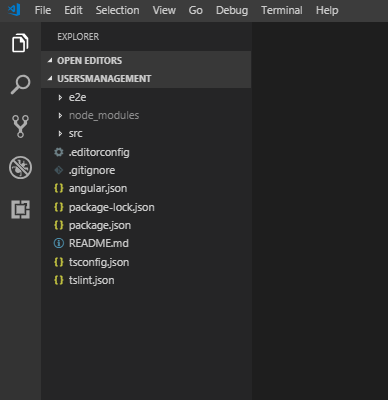 File Edit Selection View Go Debug Terminal Help
EXPLORER
OPEN EDITORS
USERSMANAGEMENT
e2e
node_modules
src
.editorconfig
.gitignore
angular.json
package-lock.json
package.json
README.md
tsconfig.json
tslint.json